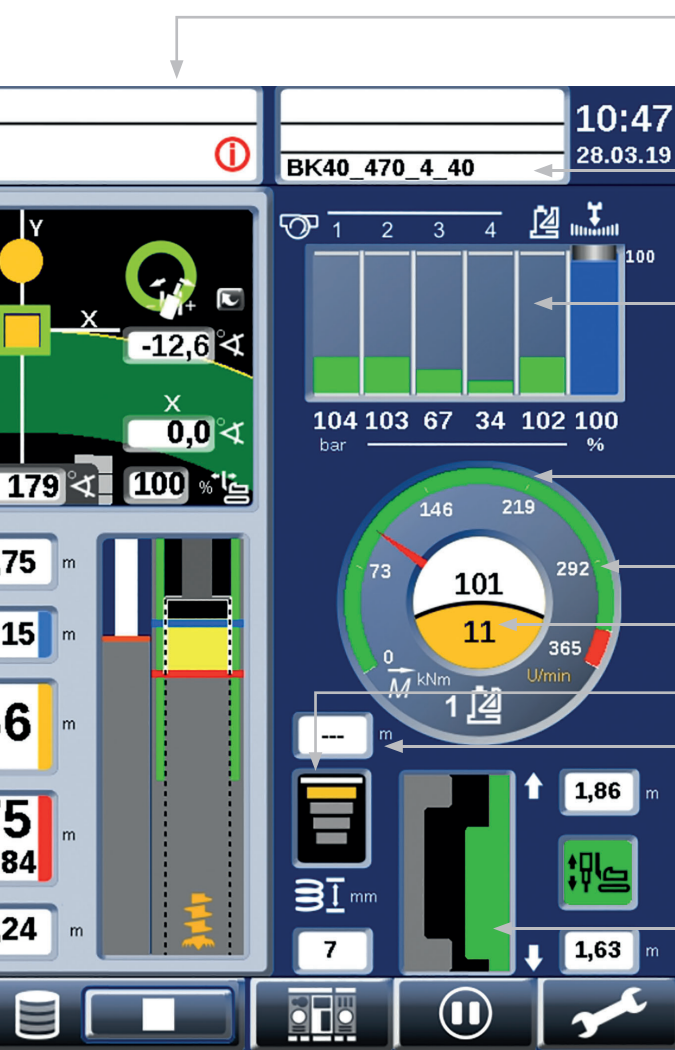 10:47
28.03.19
BK40_470_4_40
Y
1 2 3 4
100
X
-12,6 °
X
0,0 °
179 °
100 %
104 103 67 34 102 100
bar %
146 219
73 292
101
11
0 365
M kNm U/min
1
,75 m
15 m
6 m
5 m
84
,24 m
--- m
1,86 m
mm
7
1,63 m